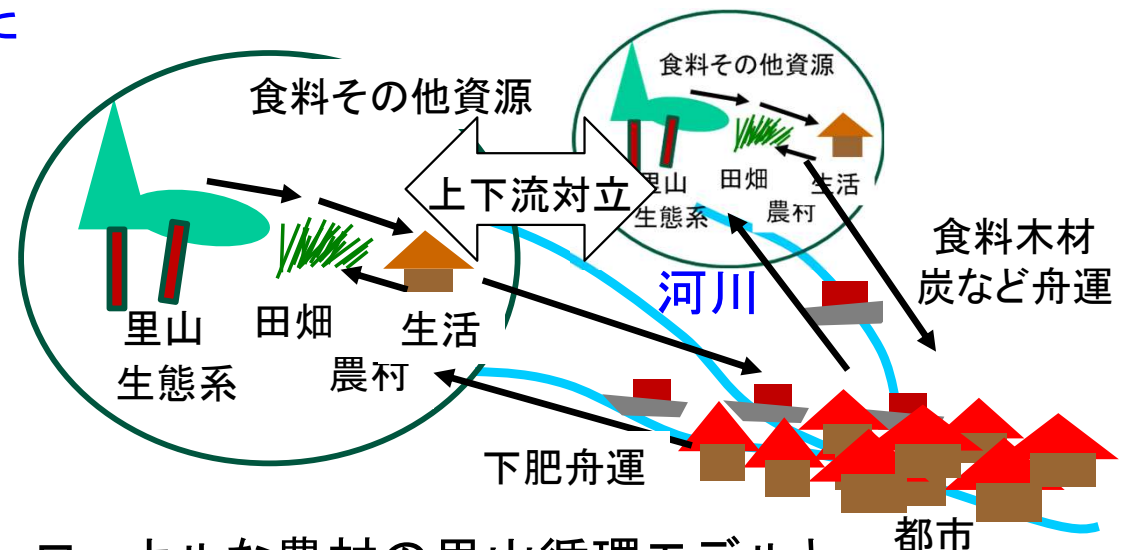 食料その他資源
上下流対立
里山
生態系
田畑
生活
農村
食料その他資源
里山
生態系
田畑
生活
農村
河川
食料木材
炭など舟運
下肥舟運
都市